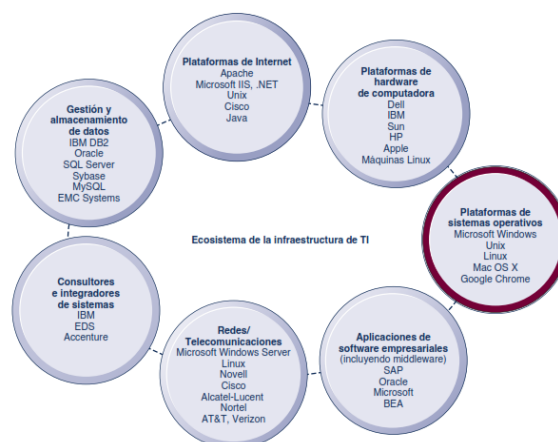 Plataformas de Internet
Apache
Microsoft IIS, .NET
Unix
Cisco
Java
Plataformas de
hardware
de computadora
Dell
IBM
Sun
HP
Apple
Máquinas Linux
Plataformas de
sistemas operativos
Microsoft Windows
Unix
Linux
Mac OS X
Google Chrome
Aplicaciones de
software empresariales
(incluyendo middleware)
SAP
Oracle
Microsoft
BEA
Redes/
Telecomunicaciones
Microsoft Windows Server
Linux
Novell
Cisco
Alcatel-Lucent
Nortel
AT&T, Verizon
Consultores
e integradores
de sistemas
IBM
EDS
Accenture
Gestión y
almacenamiento
de datos
IBM DB2
Oracle
SQL Server
Sybase
MySQL
EMC Systems
Ecosistema de la infraestructura de TI